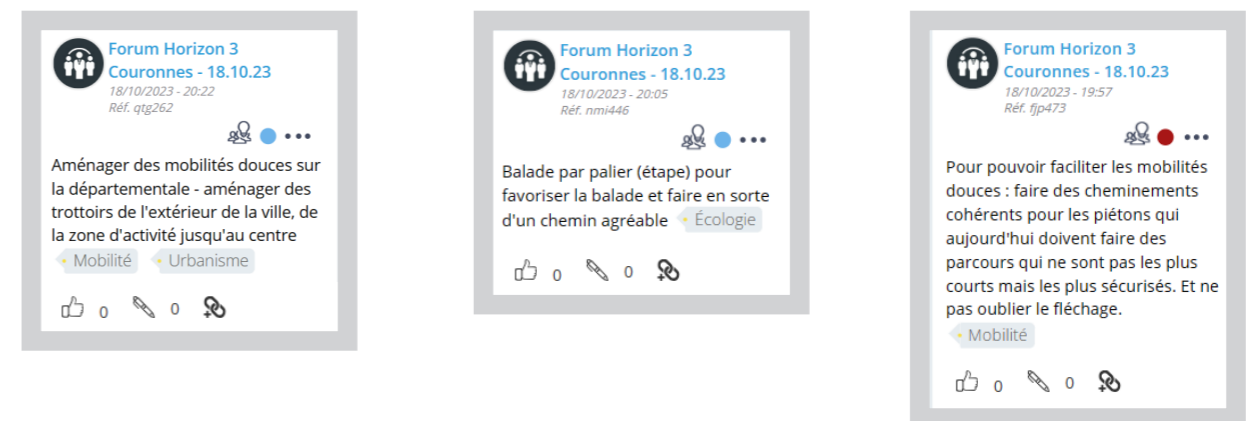 Forum Horizon 3
Couronnes - 18.10.23
18/10/2023 - 20:22
Réf. qtg262
Aménager des mobilités douces sur
la départementale - aménager des
trottoirs de l'extérieur de la ville, de
la zone d'activité jusqu'au centre
Mobilité Urbanisme
0 0
Forum Horizon 3
Couronnes - 18.10.23
18/10/2023 - 20:05
Réf. nmi446
Balade par palier (étape) pour
favoriser la balade et faire en sorte
d'un chemin agréable Écologie
0 0
Forum Horizon 3
Couronnes - 18.10.23
18/10/2023 - 19:57
Réf. fjp473
Pour pouvoir faciliter les mobilités
douces : faire des cheminements
cohérents pour les piétons qui
aujourd'hui doivent faire des
parcours qui ne sont pas les plus
courts mais les plus sécurisés. Et ne
pas oublier le fléchage.
Mobilité
0 0